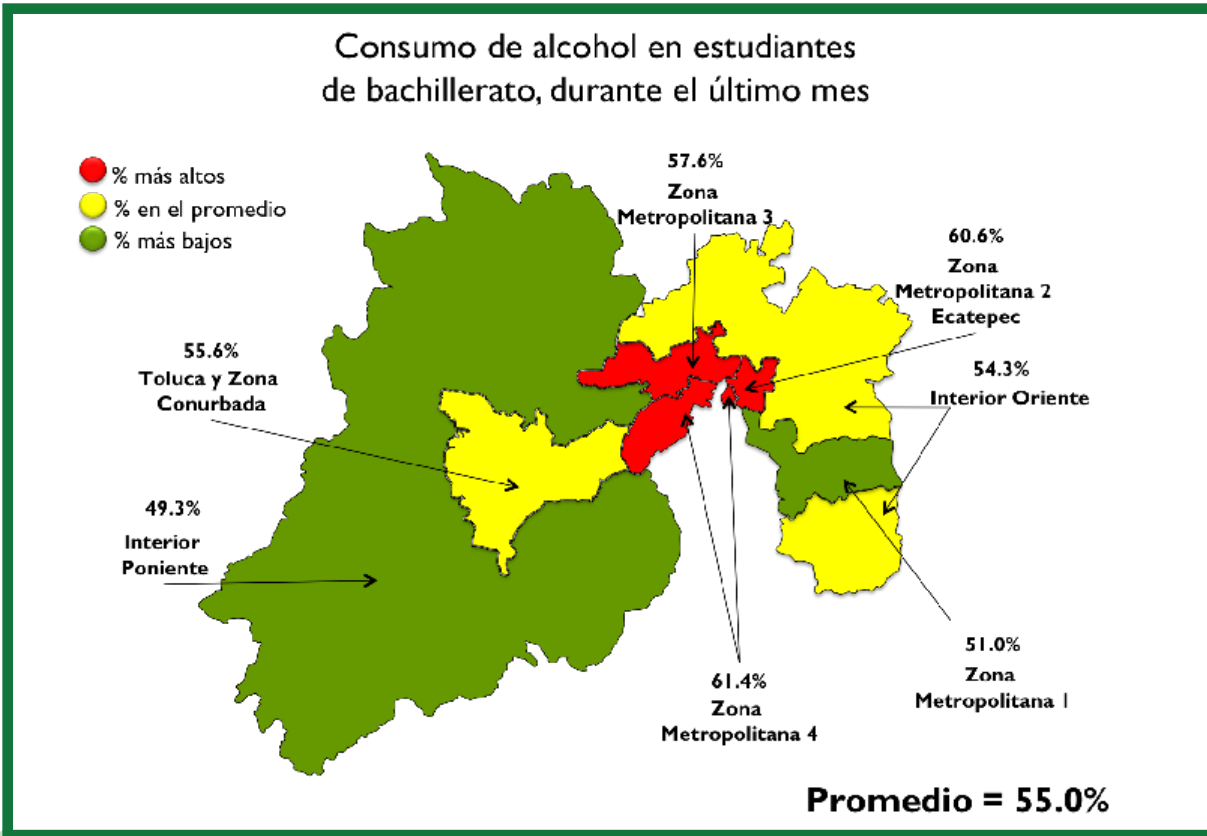 Consumo de alcohol en estudiantes
de bachillerato, durante el último mes
% más altos
% en el promedio
% más bajos
57.6%
Zona
Metropolitana 3
60.6%
Zona
Metropolitana 2
Ecatepec
55.6%
Toluca y Zona
Conurbada
54.3%
Interior Oriente
49.3%
Interior
Poniente
51.0%
Zona
Metropolitana 1
61.4%
Zona
Metropolitana 4
Promedio = 55.0%